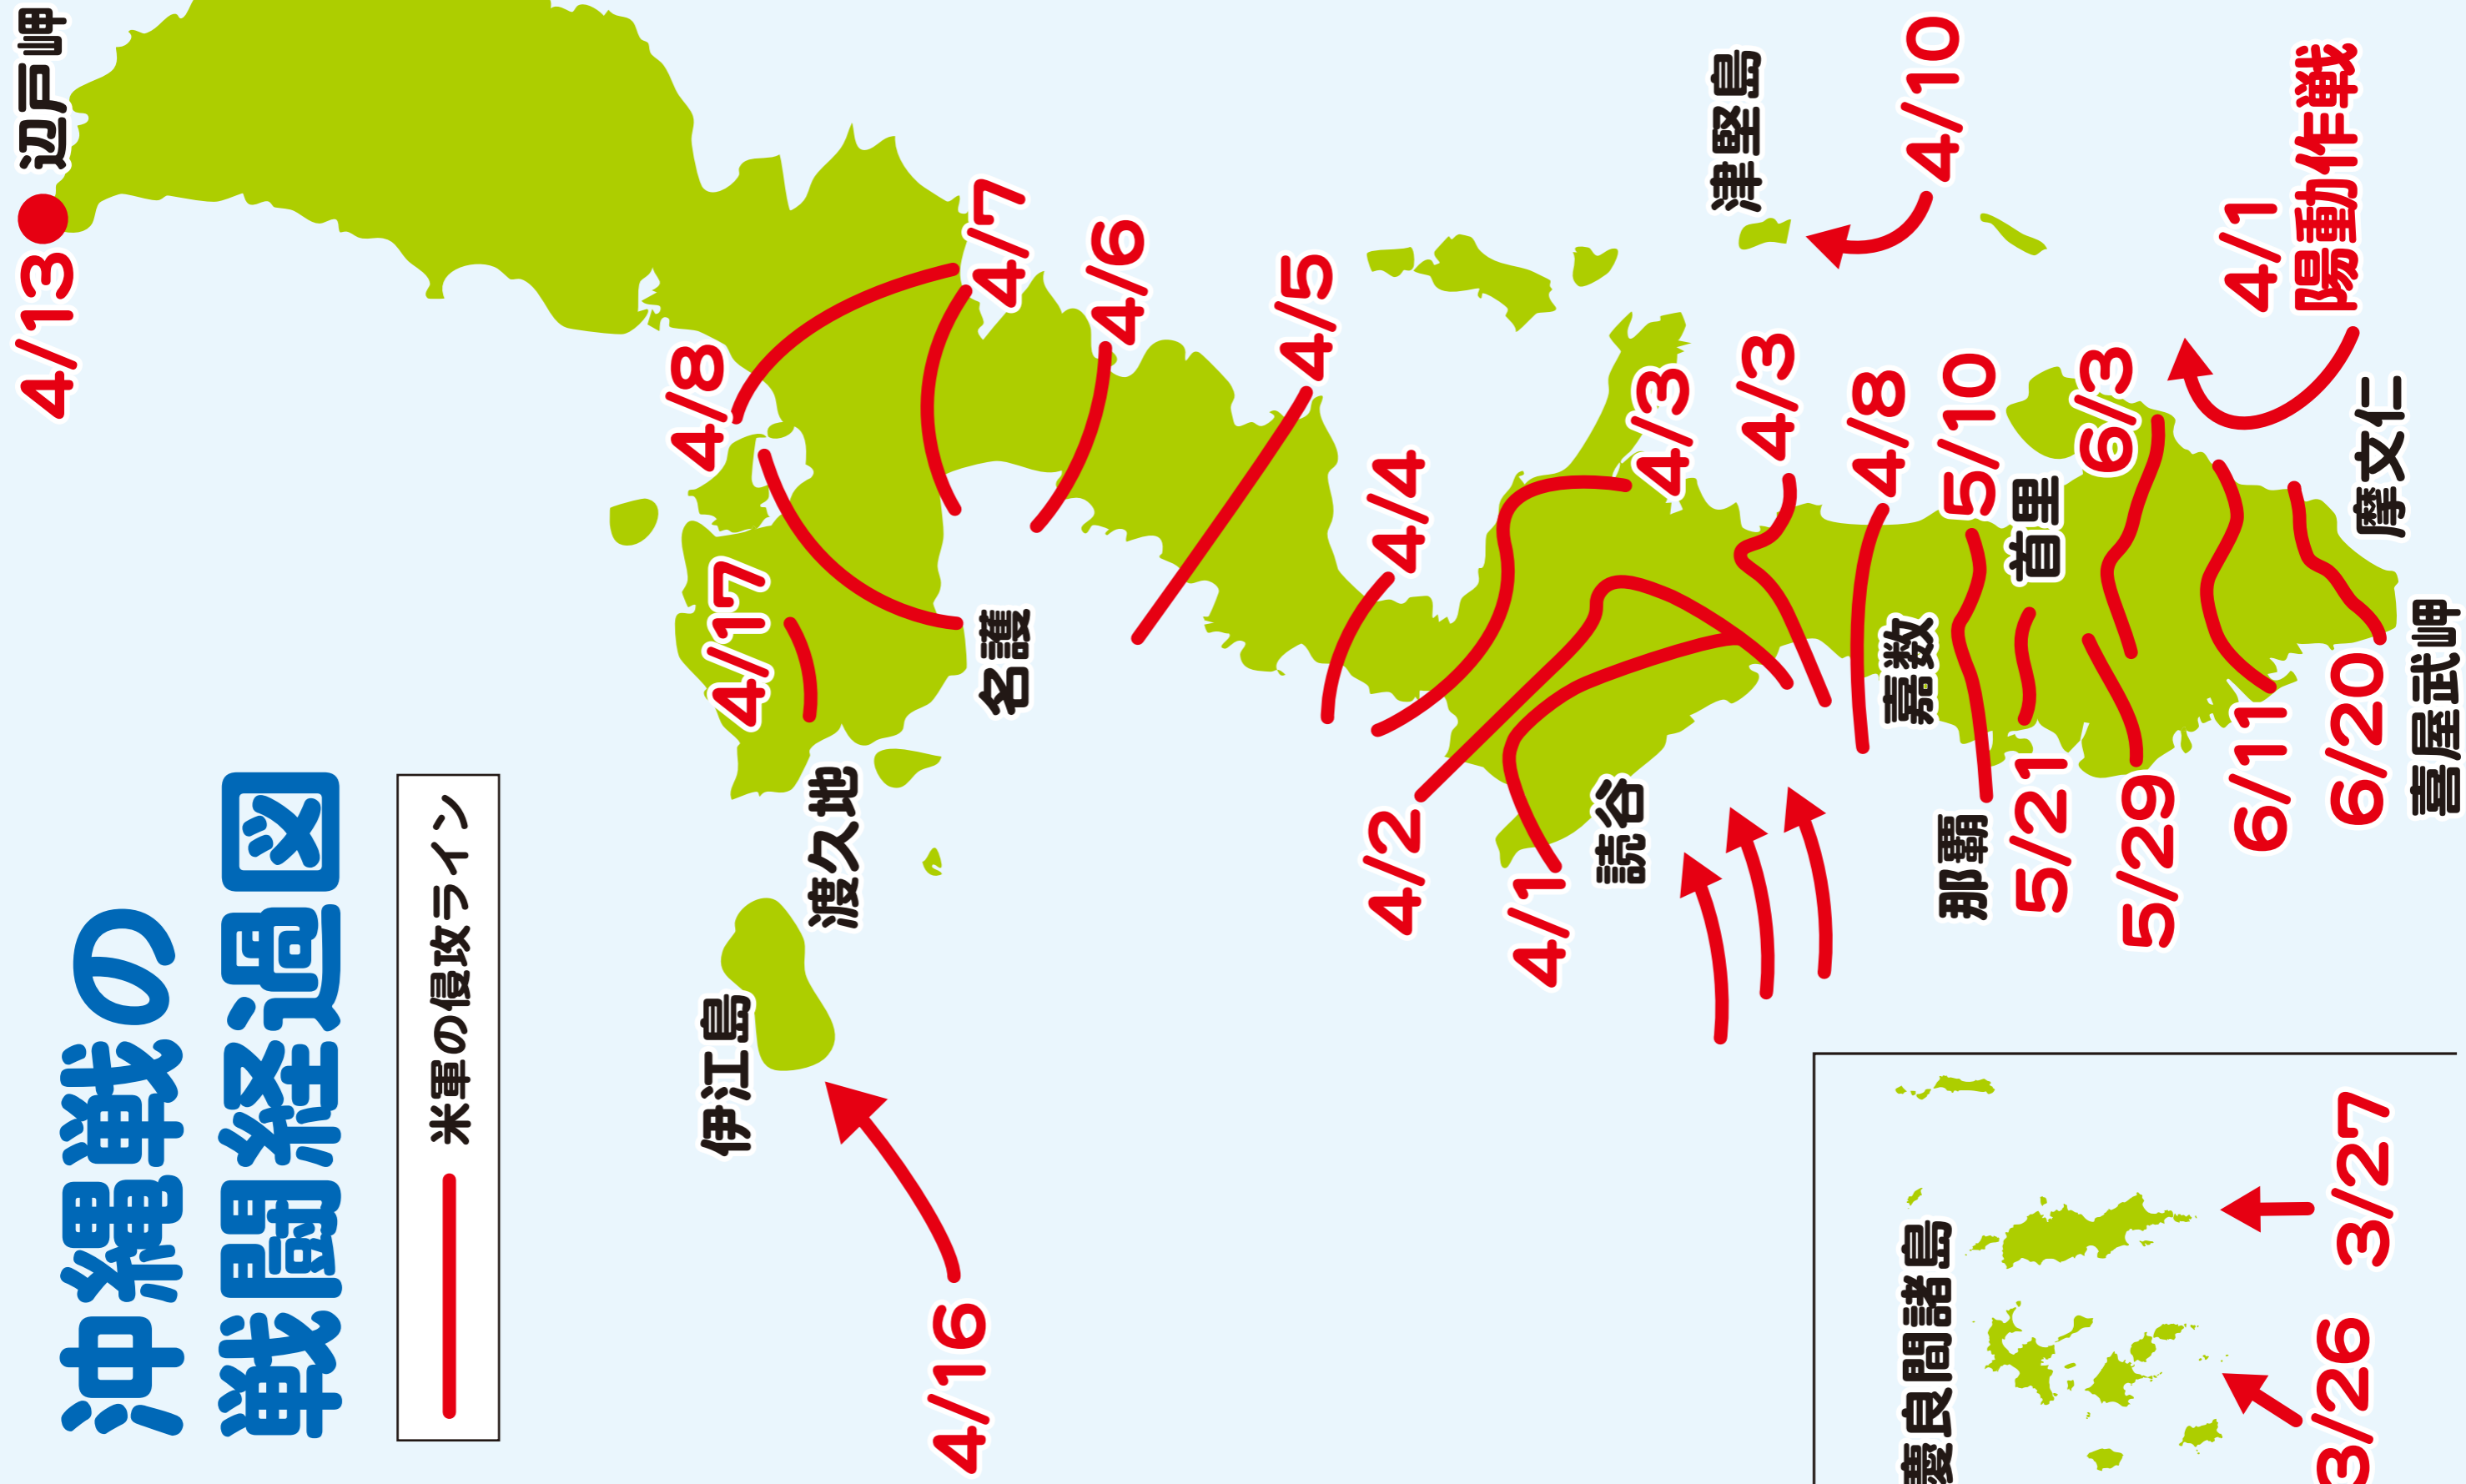 沖縄戦の
戦闘経過図
米軍の侵攻ライン
4/13
辺戸岬
4/8
伊江島
4/17
渡久地
4/16
4/7
名護
4/6
4/5
4/4
4/2
4/1
読谷
4/3
津堅島
4/3
4/10
4/8
嘉数
那覇
5/10
首里
5/21
6/3
5/29
4/1
陽動作戦
6/11
6/20
摩文仁
喜屋武岬
慶良間諸島
3/26
3/27